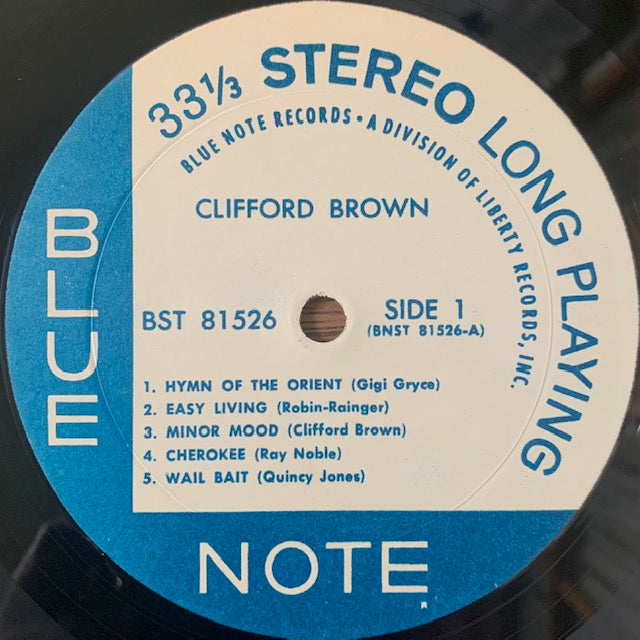 33⅓ STEREO LONG PLAYING
BLUE NOTE RECORDS • A DIVISION OF LIBERTY RECORDS, INC.
CLIFFORD BROWN
BST 81526
SIDE 1
(BNST 81526-A)
1. HYMN OF THE ORIENT (Gigi Gryce)
2. EASY LIVING (Robin-Rainger)
3. MINOR MOOD (Clifford Brown)
4. CHEROKEE (Ray Noble)
5. WAIL BAIT (Quincy Jones)
BLUE
NOTE